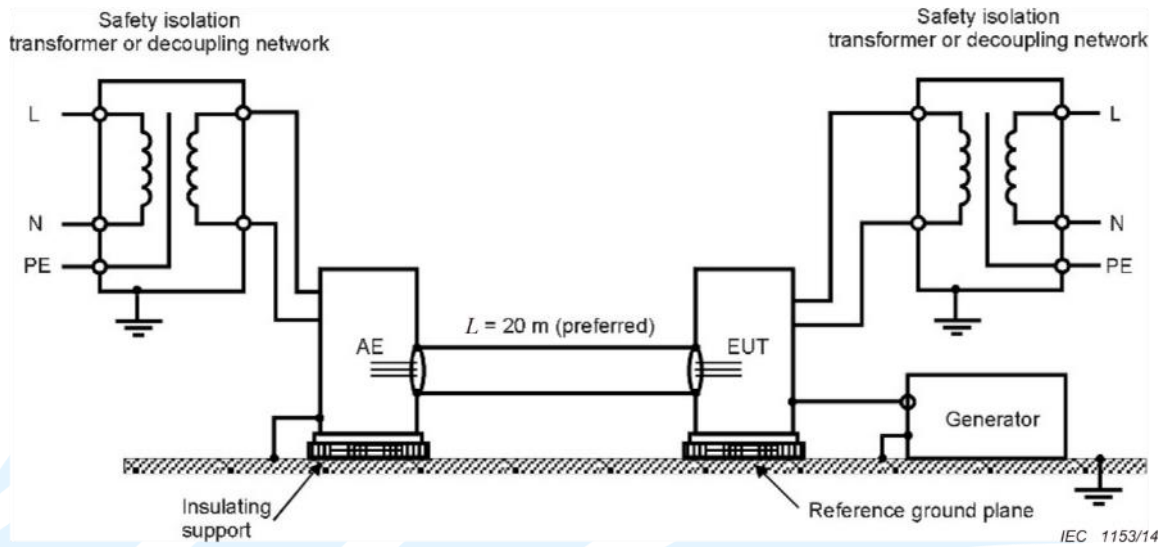 Safety isolation
transformer or decoupling network
Safety isolation
transformer or decoupling network
L
N
PE
L
N
PE
L = 20 m (preferred)
AE
EUT
Generator
Insulating
support
Reference ground plane
IEC 1153/14